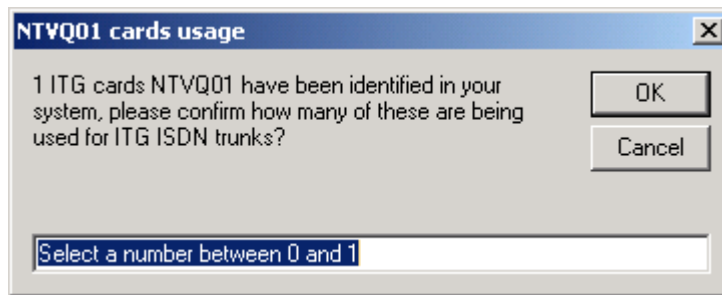 NTVQ01 cards usage
1 ITG cards NTVQ01 have been identified in your
system, please confirm how many of these are being
used for ITG ISDN trunks?
OK
Cancel
Select a number between 0 and 1